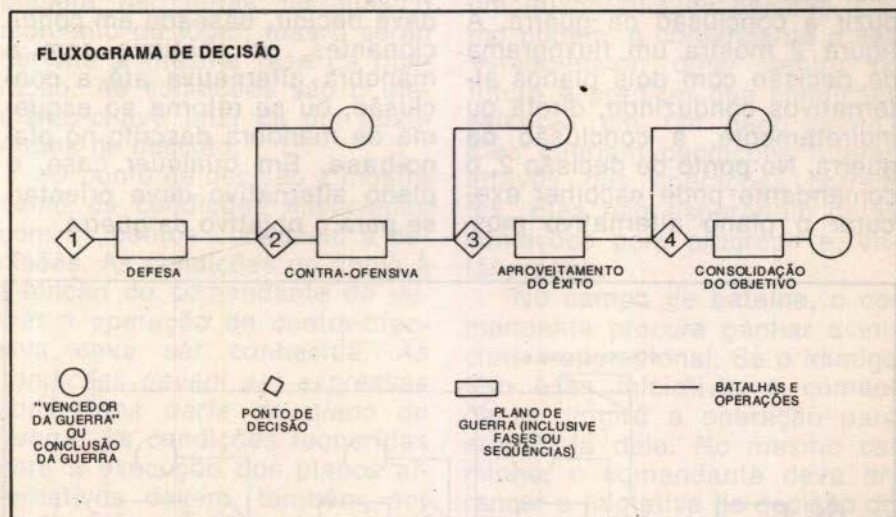 FLUXOGRAMA DE DECISÃO
1
2
3
4
DEFESA
CONTRA-OFENSIVA
APROVEITAMENTO
DO ÊXITO
CONSOLIDAÇÃO
DO OBJETIVO
"VENCEDOR
DA GUERRA"
OU
CONCLUSÃO
DA GUERRA
PONTO DE
DECISÃO
PLANO DE
GUERRA (INCLUSIVE
FASES OU
SEQÜÊNCIAS)
BATALHAS E
OPERAÇÕES